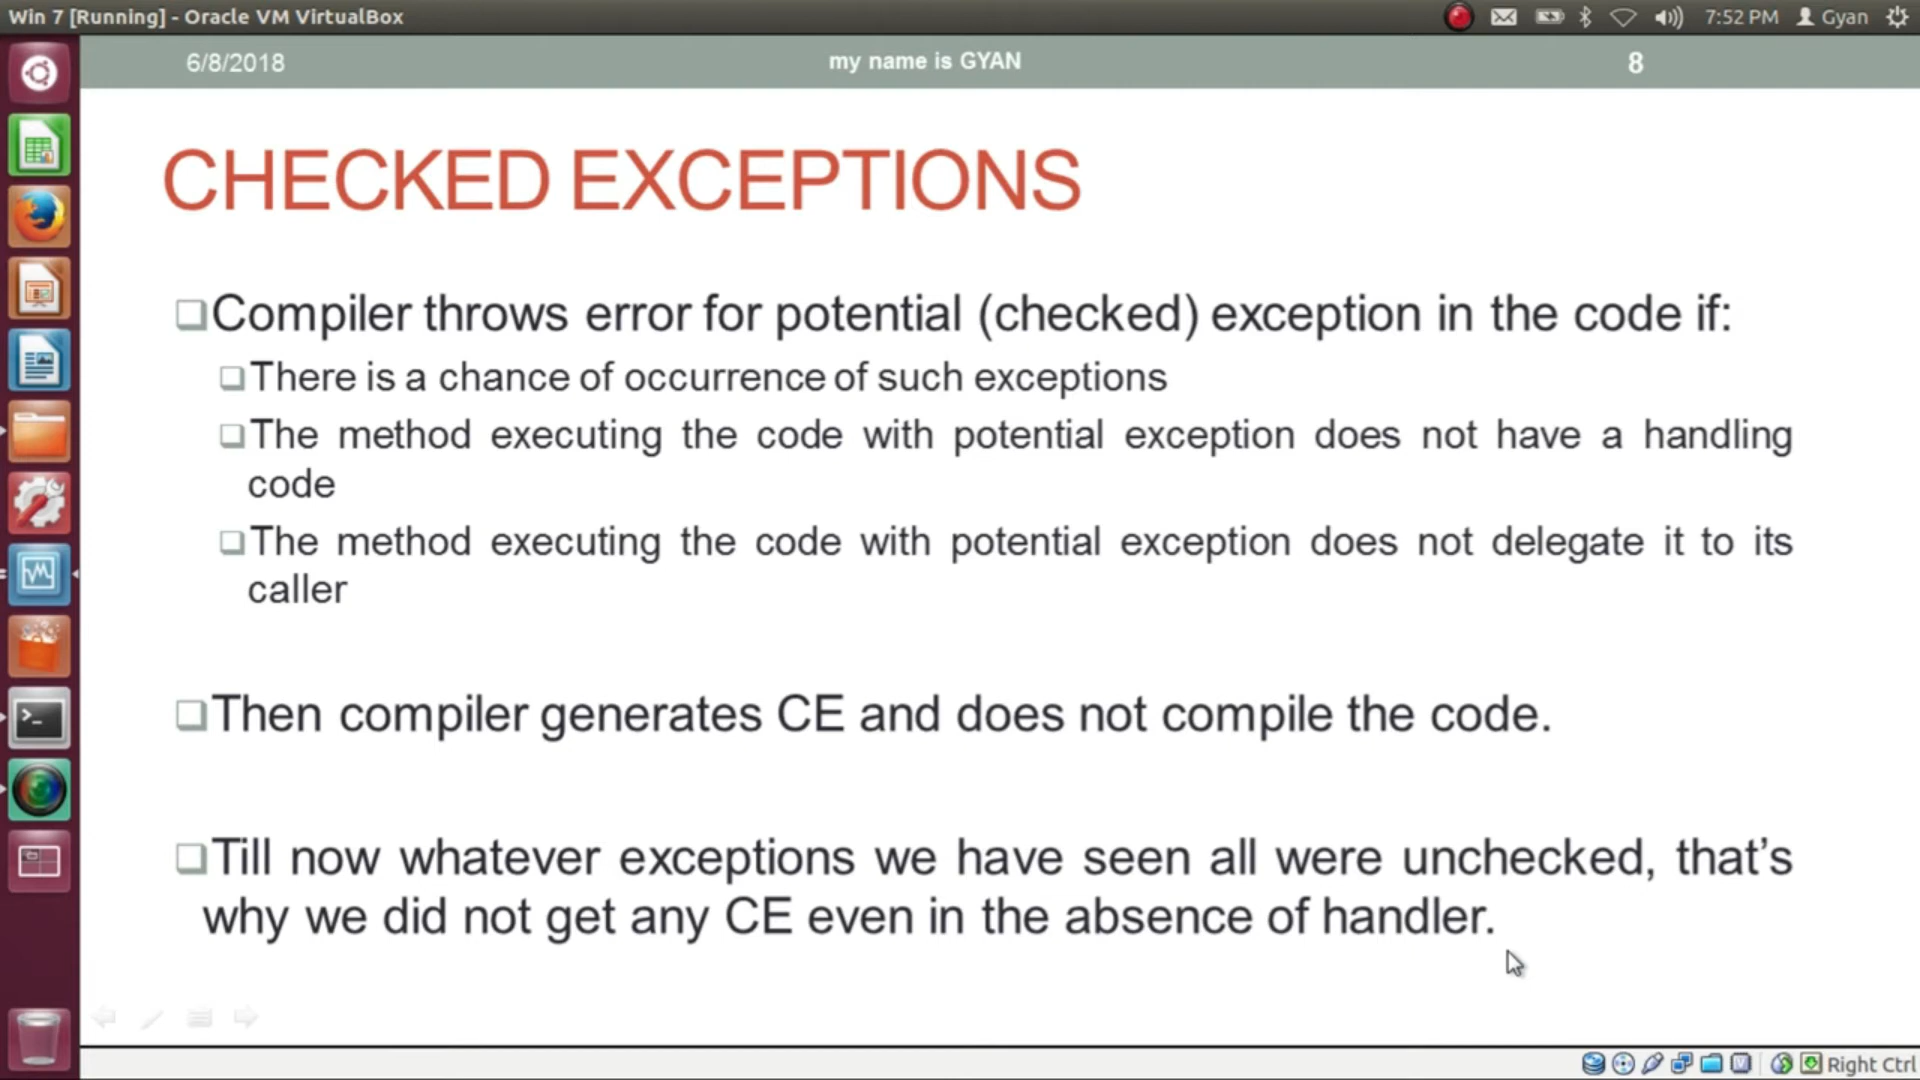 Win 7 [Running] - Oracle VM VirtualBox
7:52 PM Gyan
6/8/2018 my name is GYAN 8
CHECKED EXCEPTIONS
Compiler throws error for potential (checked) exception in the code if:
There is a chance of occurrence of such exceptions
The method executing the code with potential exception does not have a handling
code
The method executing the code with potential exception does not delegate it to its
caller
Then compiler generates CE and does not compile the code.
Till now whatever exceptions we have seen all were unchecked, that's
why we did not get any CE even in the absence of handler.
Right Ctrl